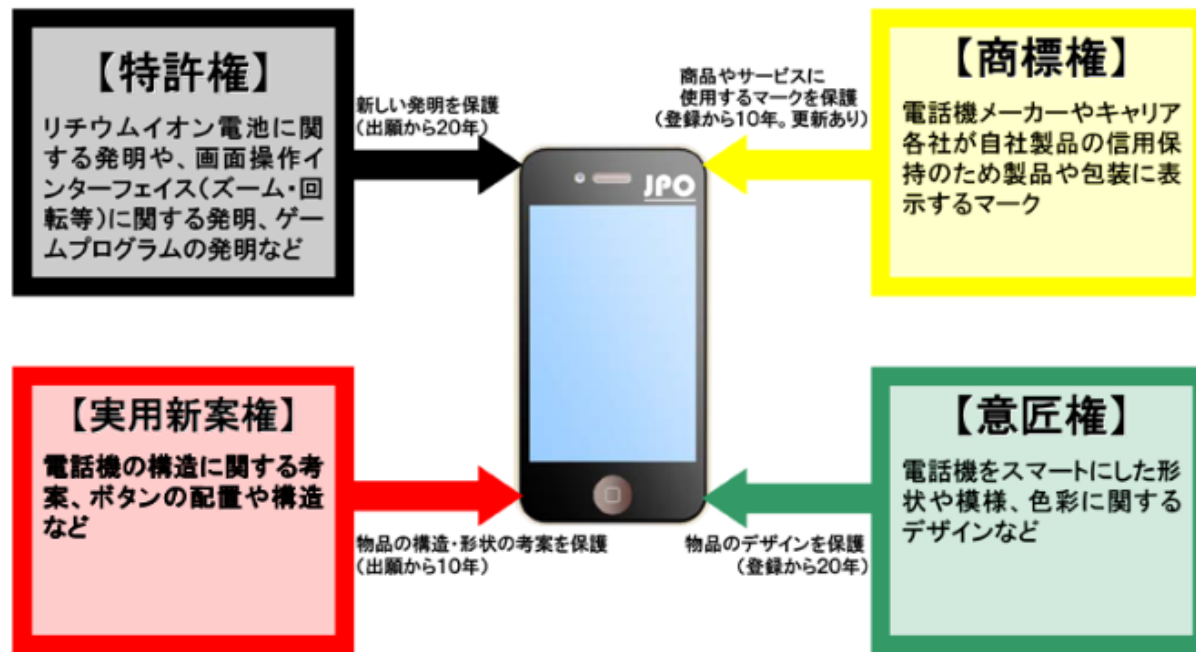 【特許権】
リチウムイオン電池に関
する発明や、画面操作イ
ンターフェイス(ズーム・回
転等)に関する発明、ゲー
ムプログラムの発明など
新しい発明を保護
(出願から20年)
商品やサービスに
使用するマークを保護
(登録から10年。更新あり)
【商標権】
電話機メーカーやキャリア
各社が自社製品の信用保
持のため製品や包装に表
示するマーク
JPO
【実用新案権】
電話機の構造に関する考
案、ボタンの配置や構造
など
物品の構造・形状の考案を保護
(出願から10年)
物品のデザインを保護
(登録から20年)
【意匠権】
電話機をスマートにした形
状や模様、色彩に関する
デザインなど